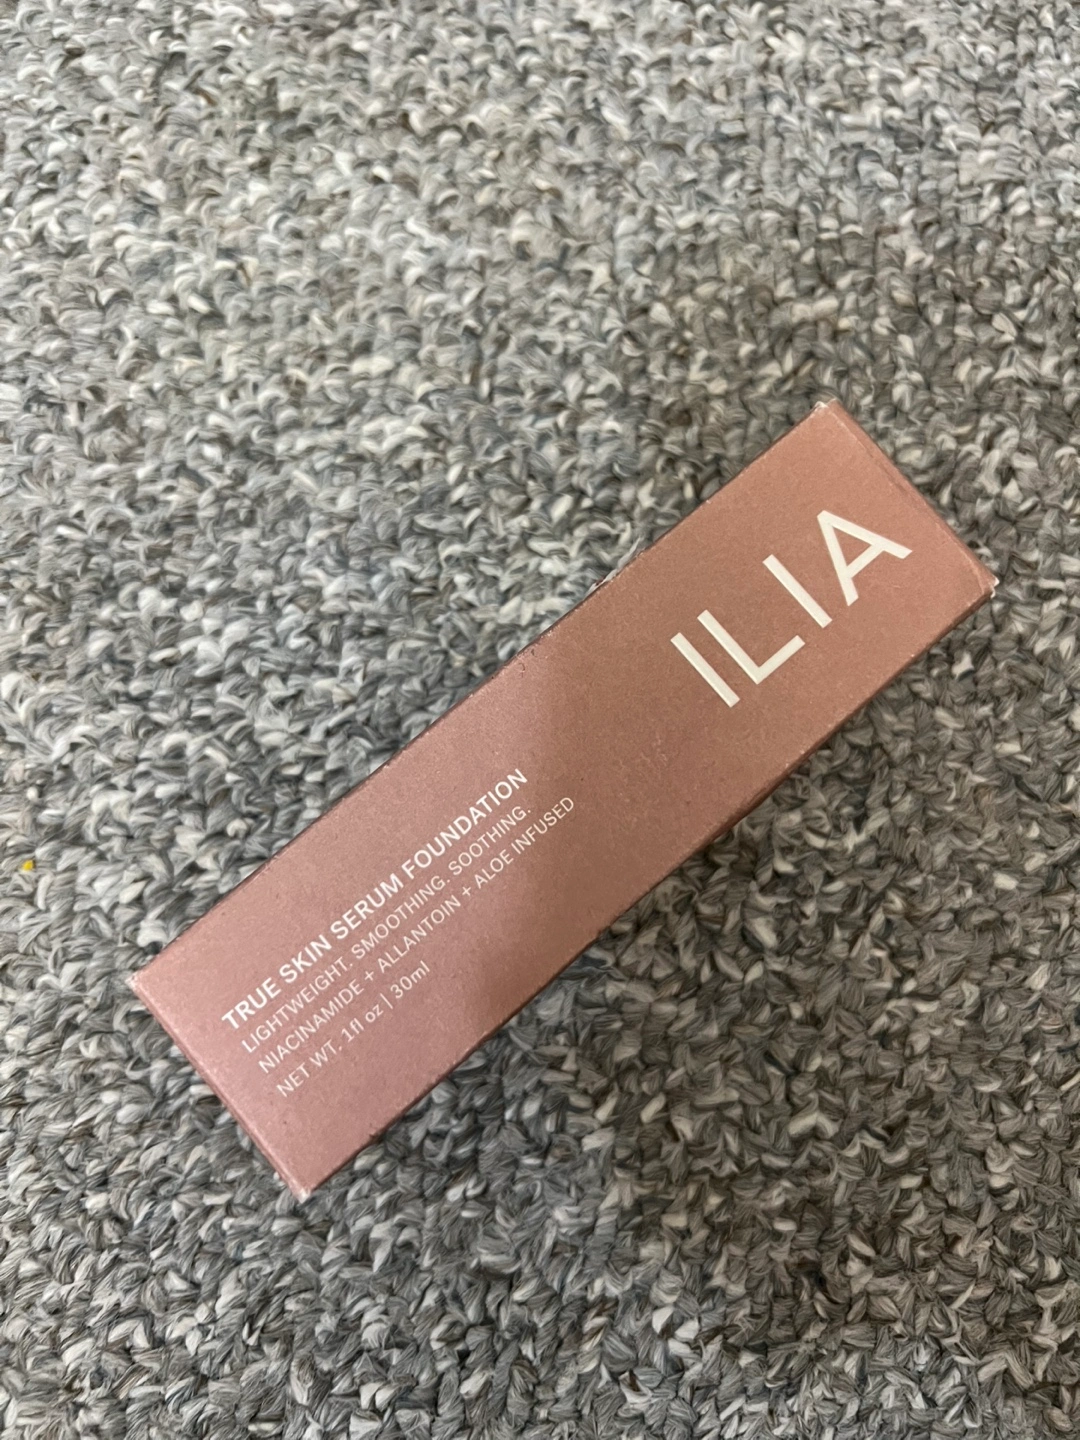 ILIA
TRUE SKIN SERUM FOUNDATION
LIGHTWEIGHT. SMOOTHING. SOOTHING.
NIACINAMIDE + ALLANTOIN + ALOE INFUSED
NET WT. 1fl oz | 30ml